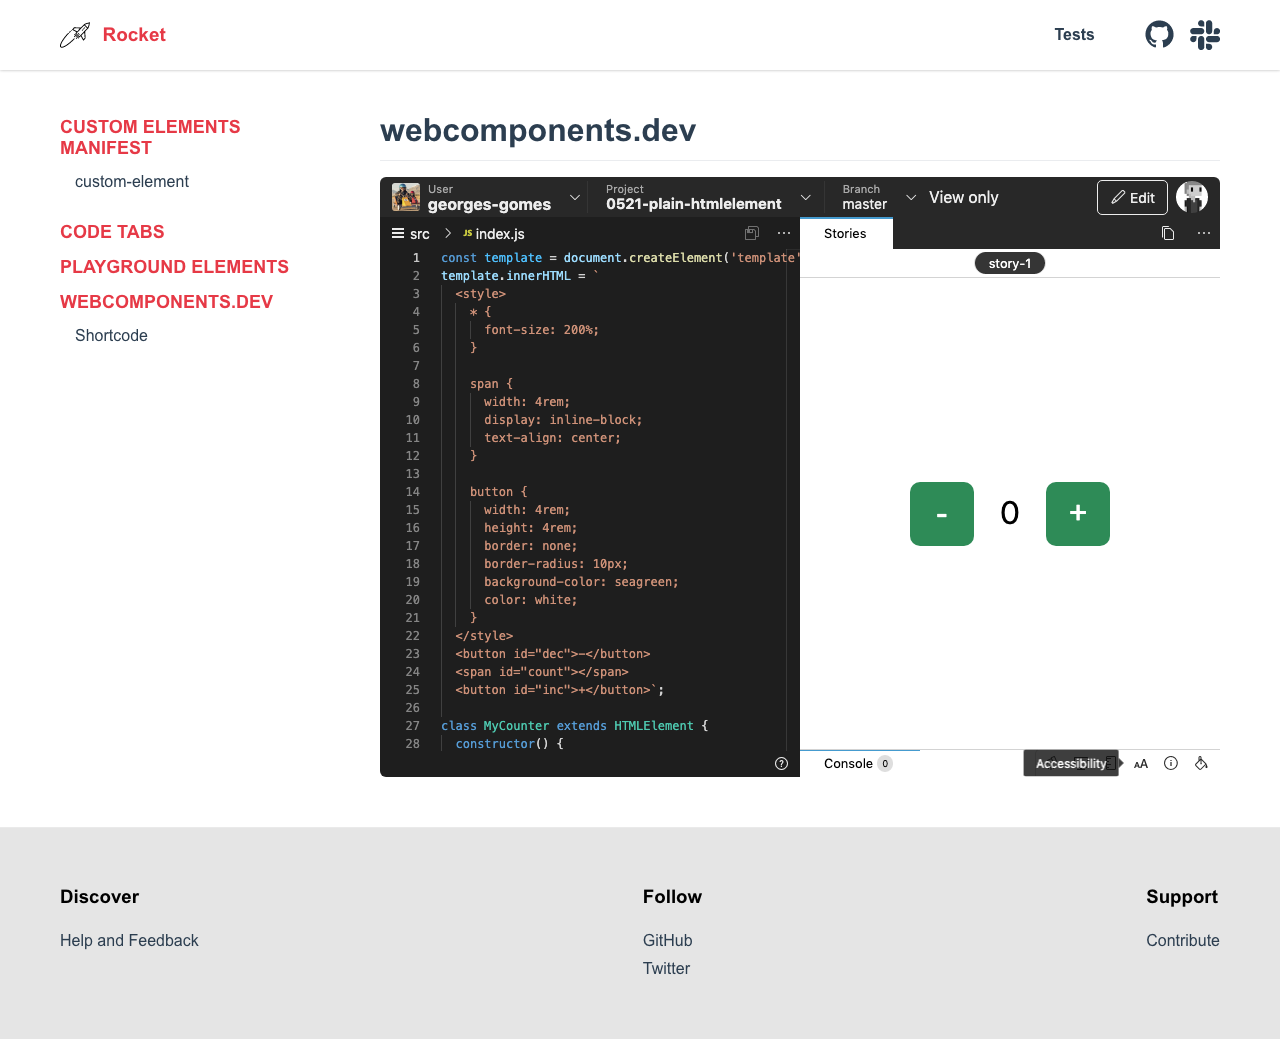 Rocket
Tests
CUSTOM ELEMENTS
MANIFEST
custom-element
CODE TABS
PLAYGROUND ELEMENTS
WEBCOMPONENTS.DEV
Shortcode
webcomponents.dev
User
georges-gomes
Project
0521-plain-htmlelement
Branch
master
View only
Edit
src
JS index.js
Stories
story-1
1 const template = document.createElement('template'
2 template.innerHTML = `
3 <style>
4 * {
5 font-size: 200%;
6 }
7
8 span {
9 width: 4rem;
10 display: inline-block;
11 text-align: center;
12 }
13
14 button {
15 width: 4rem;
16 height: 4rem;
17 border: none;
18 border-radius: 10px;
19 background-color: seagreen;
20 color: white;
21 }
22 </style>
23 <button id="dec">-</button>
24 <span id="count"></span>
25 <button id="inc">+</button>`;
26
27 class MyCounter extends HTMLElement {
28 constructor() {
- 0 +
Console 0
Accessibility
AA
Discover
Help and Feedback
Follow
GitHub
Twitter
Support
Contribute